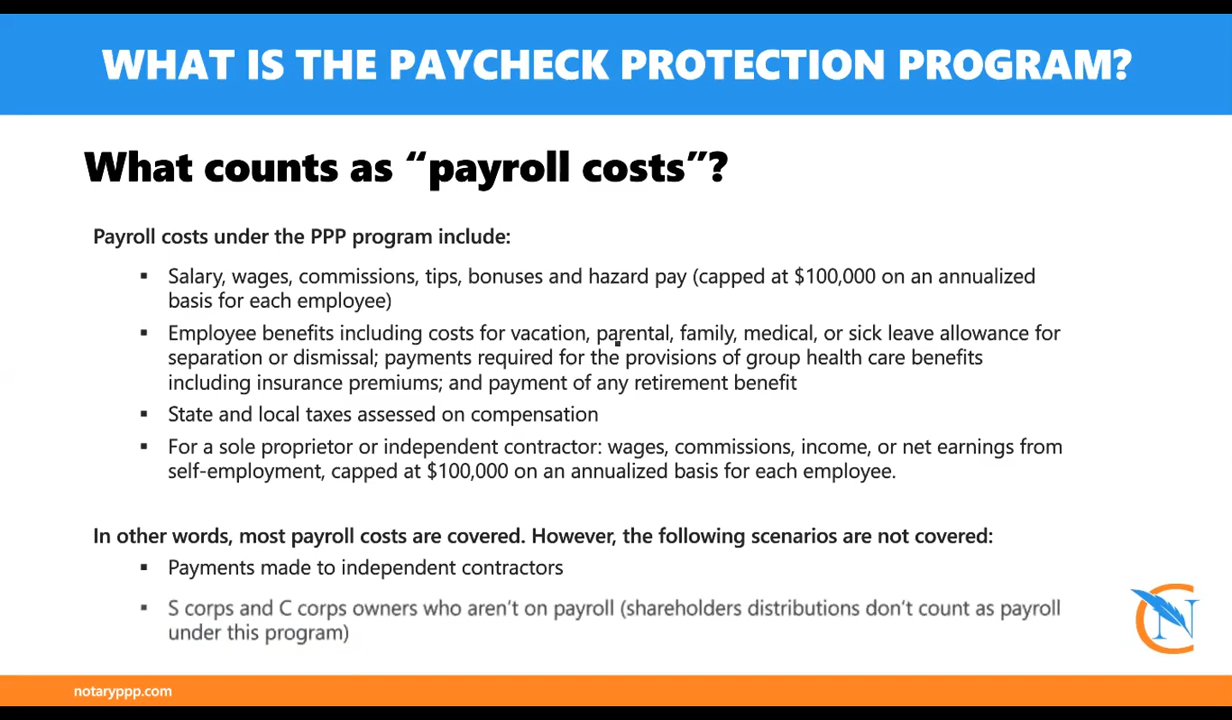 WHAT IS THE PAYCHECK PROTECTION PROGRAM?
What counts as “payroll costs”?
Payroll costs under the PPP program include:
▪ Salary, wages, commissions, tips, bonuses and hazard pay (capped at $100,000 on an annualized
basis for each employee)
▪ Employee benefits including costs for vacation, parental, family, medical, or sick leave allowance for
separation or dismissal; payments required for the provisions of group health care benefits
including insurance premiums; and payment of any retirement benefit
▪ State and local taxes assessed on compensation
▪ For a sole proprietor or independent contractor: wages, commissions, income, or net earnings from
self-employment, capped at $100,000 on an annualized basis for each employee.
In other words, most payroll costs are covered. However, the following scenarios are not covered:
▪ Payments made to independent contractors
▪ S corps and C corps owners who aren’t on payroll (shareholders distributions don’t count as payroll
under this program)
CN
notaryppp.com